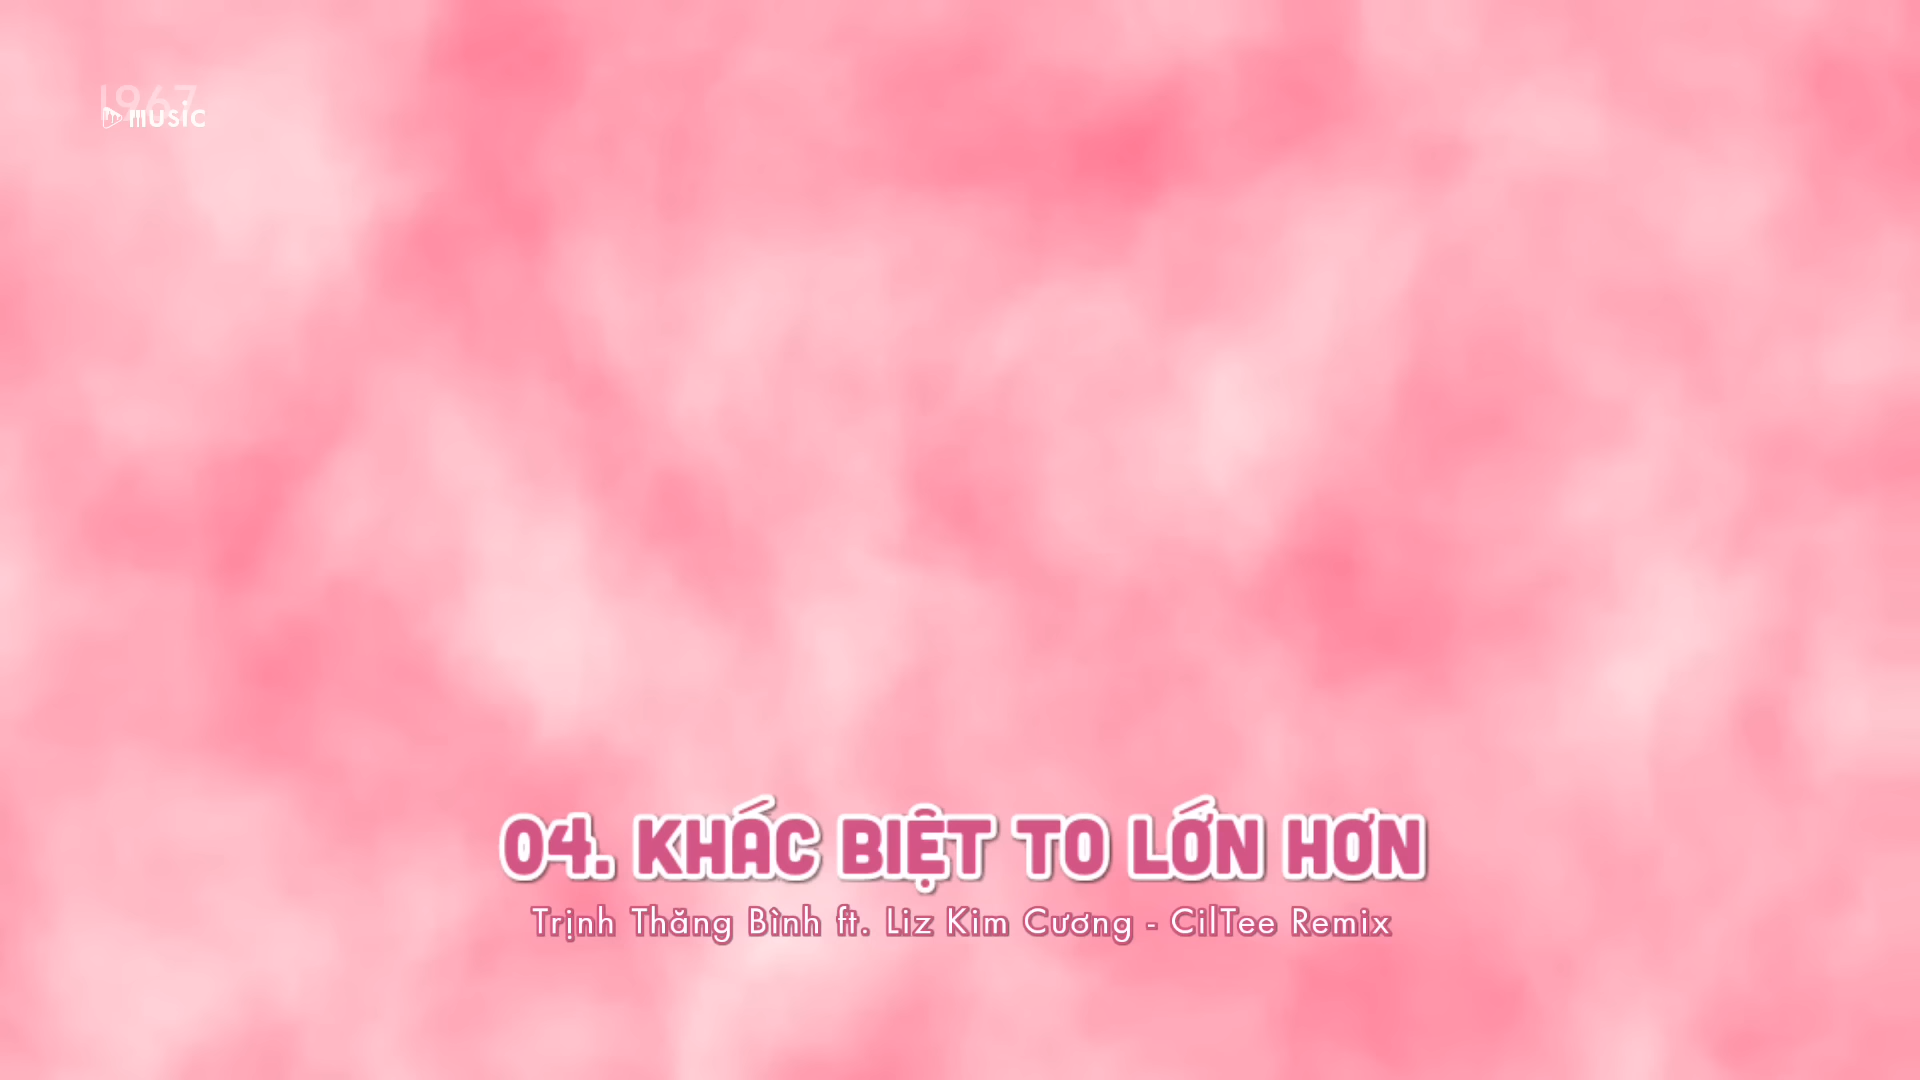 1967
music
04. KHÁC BIỆT TO LỚN HƠN
Trịnh Thăng Bình ft. Liz Kim Cương - CilTee Remix